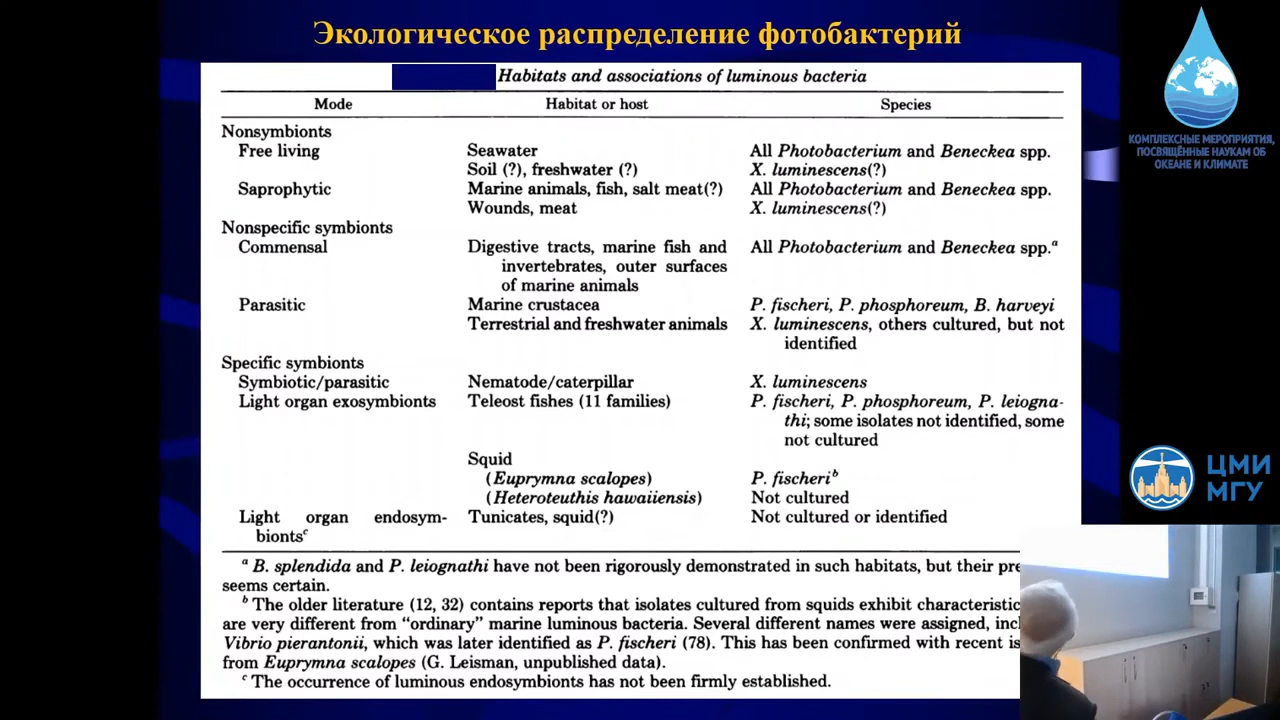 Экологическое распределение фотобактерий
Habitats and associations of luminous bacteria
Mode Habitat or host Species
Nonsymbionts
Free living Seawater All Photobacterium and Beneckea spp.
Soil (?), freshwater (?) X. luminescens(?)
Saprophytic Marine animals, fish, salt meat(?) All Photobacterium and Beneckea spp.
Wounds, meat X. luminescens(?)
Nonspecific symbionts
Commensal Digestive tracts, marine fish and All Photobacterium and Beneckea spp.a
invertebrates, outer surfaces
of marine animals
Parasitic Marine crustacea P. fischeri, P. phosphoreum, B. harveyi
Terrestrial and freshwater animals X. luminescens, others cultured, but not
identified
Specific symbionts
Symbiotic/parasitic Nematode/caterpillar X. luminescens
Light organ exosymbionts Teleost fishes (11 families) P. fischeri, P. phosphoreum, P. leiogna-
thi; some isolates not identified, some
not cultured
Squid
(Euprymna scalopes) P. fischerib
(Heteroteuthis hawaiiensis) Not cultured
Light organ endosym- Tunicates, squid(?) Not cultured or identified
biontsc
a B. splendida and P. leiognathi have not been rigorously demonstrated in such habitats, but their pre
seems certain.
b The older literature (12, 32) contains reports that isolates cultured from squids exhibit characteristic
are very different from “ordinary” marine luminous bacteria. Several different names were assigned, incl
Vibrio pierantonii, which was later identified as P. fischeri (78). This has been confirmed with recent is
from Euprymna scalopes (G. Leisman, unpublished data).
c The occurrence of luminous endosymbionts has not been firmly established.
КОМПЛЕКСНЫЕ МЕРОПРИЯТИЯ,
ПОСВЯЩЁННЫЕ НАУКАМ ОБ
ОКЕАНЕ И КЛИМАТЕ
ЦМИ
МГУ